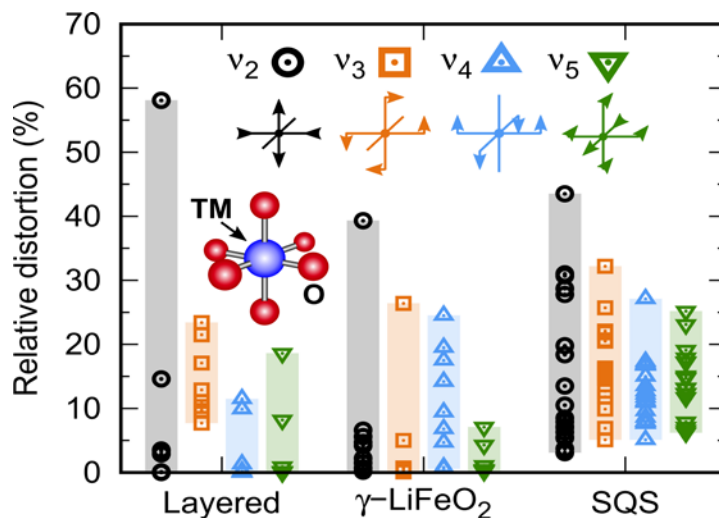 70
60
50
40
30
20
10
0
Relative distortion (%)
ν2 ν3 ν4 ν5
TM
O
Layered γ−LiFeO2 SQS